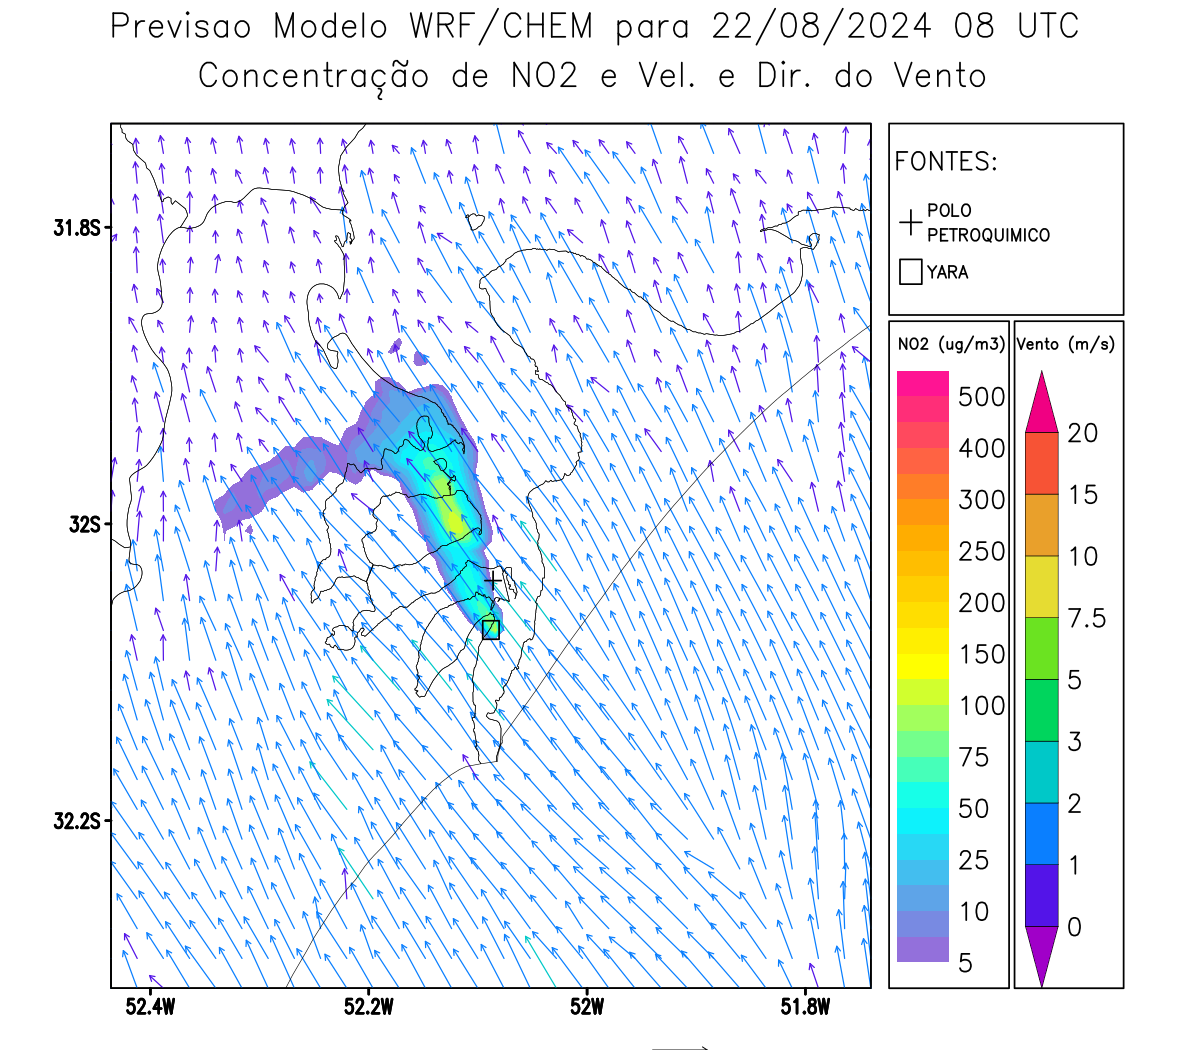 Previsao Modelo WRF/CHEM para 22/08/2024 08 UTC
Concentração de NO2 e Vel. e Dir. do Vento
FONTES:
POLO
PETROQUIMICO
YARA
31.8S
32S
32.2S
52.4W
52.2W
52W
51.8W
NO2 (ug/m3)
500
400
300
250
200
150
100
75
50
25
10
5
Vento (m/s)
20
15
10
7.5
5
3
2
1
0